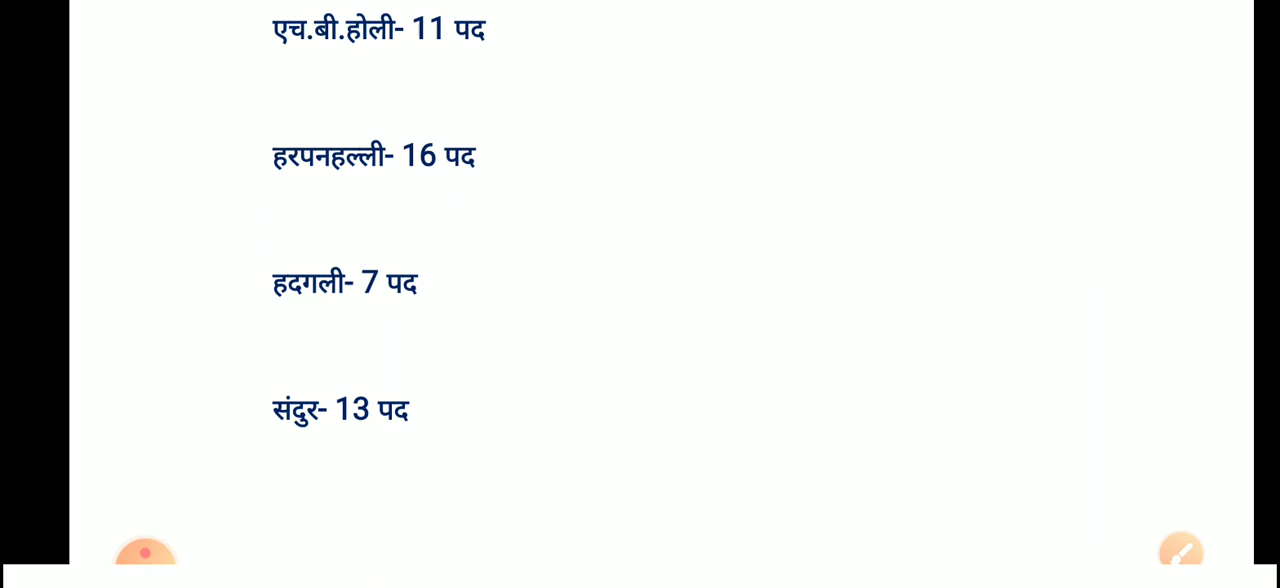 एच.बी.होली- 11 पद
हरपनहल्ली- 16 पद
हदगली- 7 पद
संदुर- 13 पद